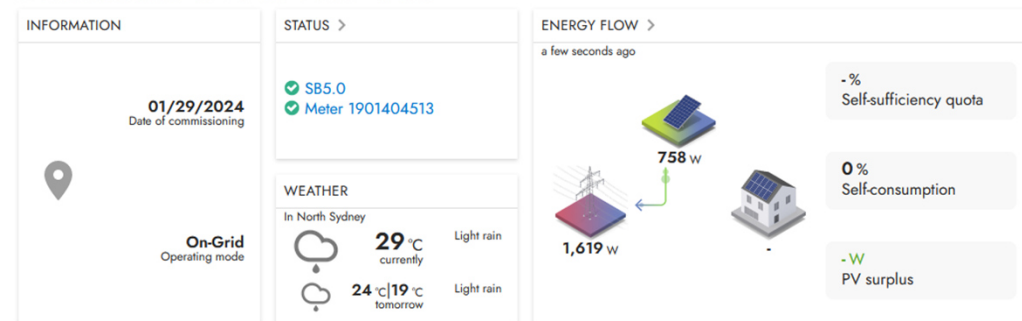 INFORMATION
01/29/2024
Date of commissioning
On-Grid
Operating mode
STATUS >
SB5.0
Meter 1901404513
WEATHER
In North Sydney
29 °C
currently
Light rain
24 °C|19 °C
tomorrow
Light rain
ENERGY FLOW >
a few seconds ago
758 W
1,619 W
-
- %
Self-sufficiency quota
0 %
Self-consumption
- W
PV surplus